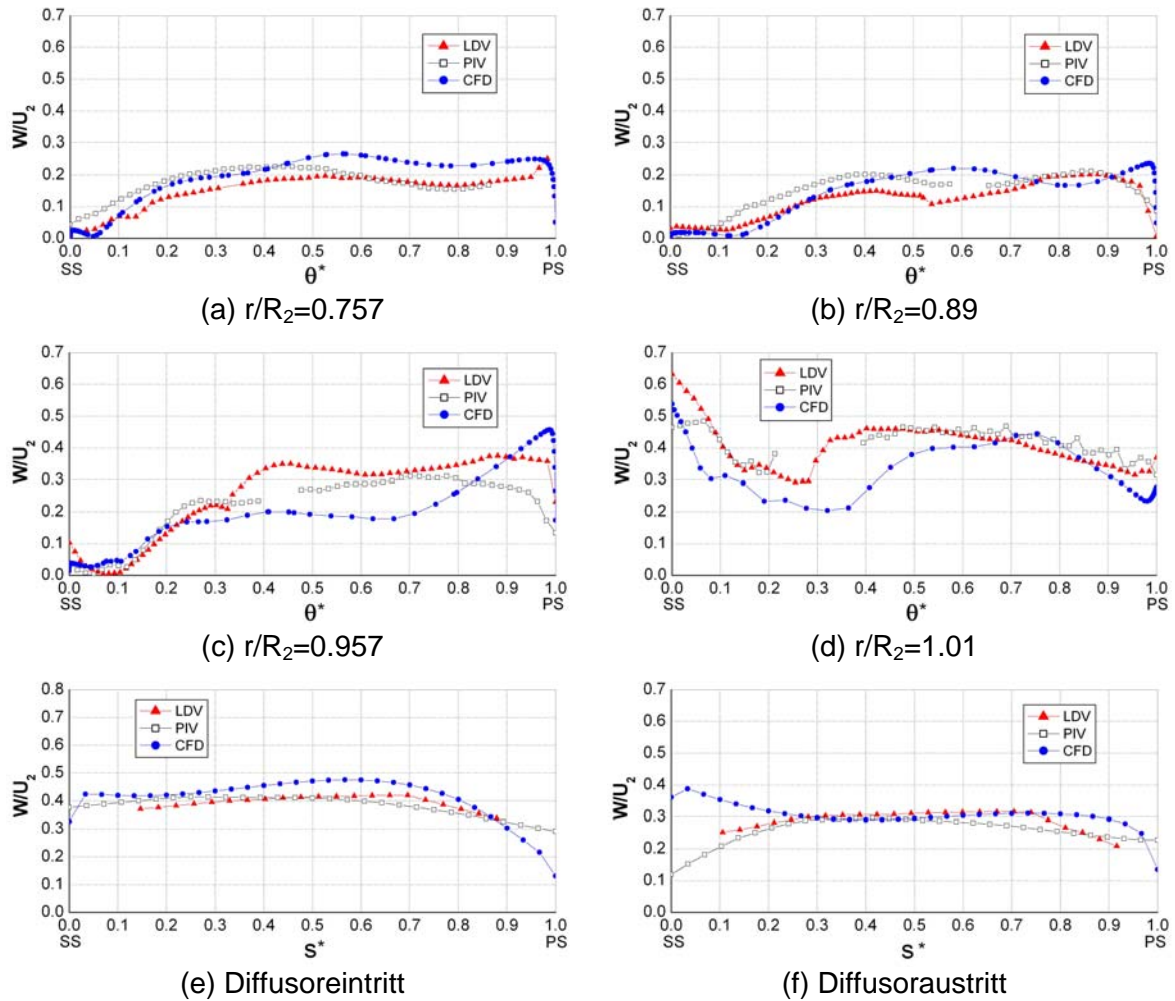 0.7 0.6 0.5 0.4 0.3 0.2 0.1 0.0
W/U2
LDV
PIV
CFD
0.0 0.1 0.2 0.3 0.4 0.5 0.6 0.7 0.8 0.9 1.0
SS θ* PS
(a) r/R2=0.757
0.7 0.6 0.5 0.4 0.3 0.2 0.1 0.0
W/U2
LDV
PIV
CFD
0.0 0.1 0.2 0.3 0.4 0.5 0.6 0.7 0.8 0.9 1.0
SS θ* PS
(b) r/R2=0.89
0.7 0.6 0.5 0.4 0.3 0.2 0.1 0.0
W/U2
LDV
PIV
CFD
0.0 0.1 0.2 0.3 0.4 0.5 0.6 0.7 0.8 0.9 1.0
SS θ* PS
(c) r/R2=0.957
0.7 0.6 0.5 0.4 0.3 0.2 0.1 0.0
W/U2
LDV
PIV
CFD
0.0 0.1 0.2 0.3 0.4 0.5 0.6 0.7 0.8 0.9 1.0
SS θ* PS
(d) r/R2=1.01
0.8 0.7 0.6 0.5 0.4 0.3 0.2 0.1 0.0
W/U2
LDV
PIV
CFD
0.0 0.1 0.2 0.3 0.4 0.5 0.6 0.7 0.8 0.9 1.0
SS S* PS
(e) Diffusoreintritt
0.7 0.6 0.5 0.4 0.3 0.2 0.1 0.0
W/U2
LDV
PIV
CFD
0.0 0.1 0.2 0.3 0.4 0.5 0.6 0.7 0.8 0.9 1.0
SS S* PS
(f) Diffusoraustritt